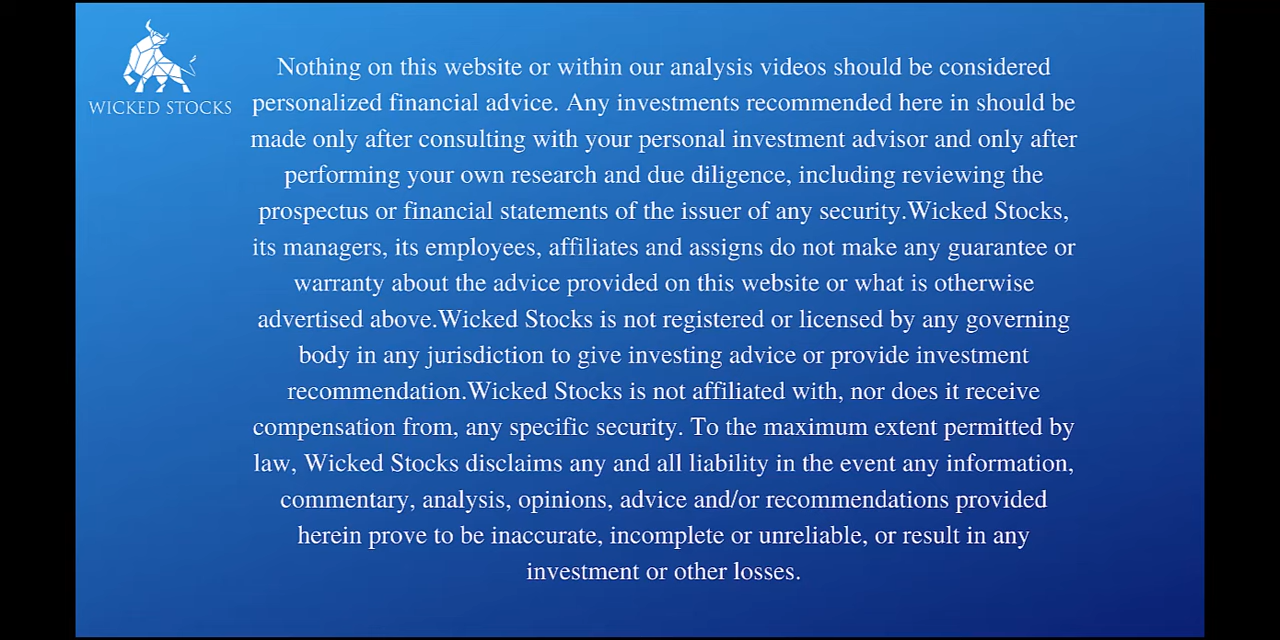 WICKED STOCKS
Nothing on this website or within our analysis videos should be considered
personalized financial advice. Any investments recommended here in should be
made only after consulting with your personal investment advisor and only after
performing your own research and due diligence, including reviewing the
prospectus or financial statements of the issuer of any security.Wicked Stocks,
its managers, its employees, affiliates and assigns do not make any guarantee or
warranty about the advice provided on this website or what is otherwise
advertised above.Wicked Stocks is not registered or licensed by any governing
body in any jurisdiction to give investing advice or provide investment
recommendation.Wicked Stocks is not affiliated with, nor does it receive
compensation from, any specific security. To the maximum extent permitted by
law, Wicked Stocks disclaims any and all liability in the event any information,
commentary, analysis, opinions, advice and/or recommendations provided
herein prove to be inaccurate, incomplete or unreliable, or result in any
investment or other losses.